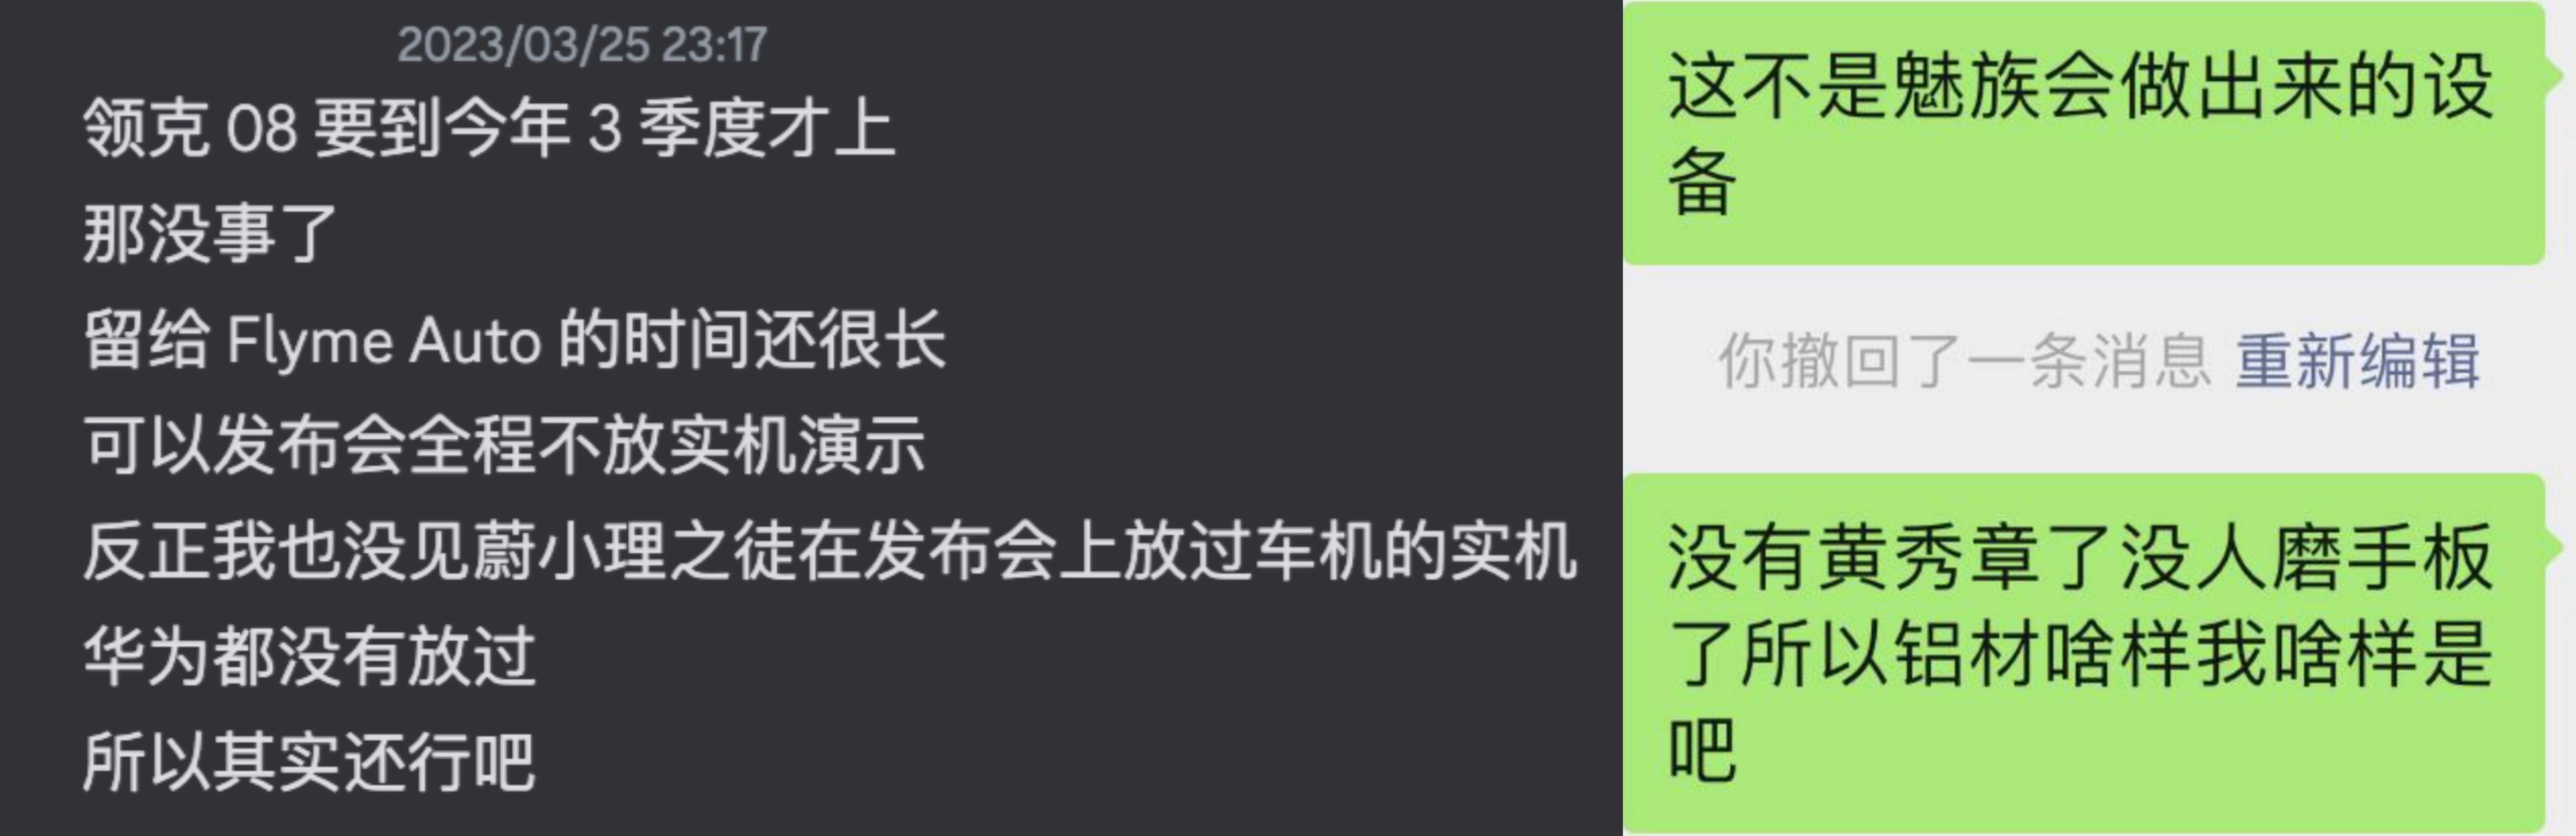 2023/03/25 23:17
领克 08 要到今年 3 季度才上
那没事了
留给 Flyme Auto 的时间还很长
可以发布会全程不放实机演示
反正我也没见蔚小理之徒在发布会上放过车机的实机
华为都没有放过
所以其实还行吧
这不是魅族会做出来的设
备
你撤回了一条消息 重新编辑
没有黄秀章了没人磨手板
了所以铝材啥样我啥样是
吧